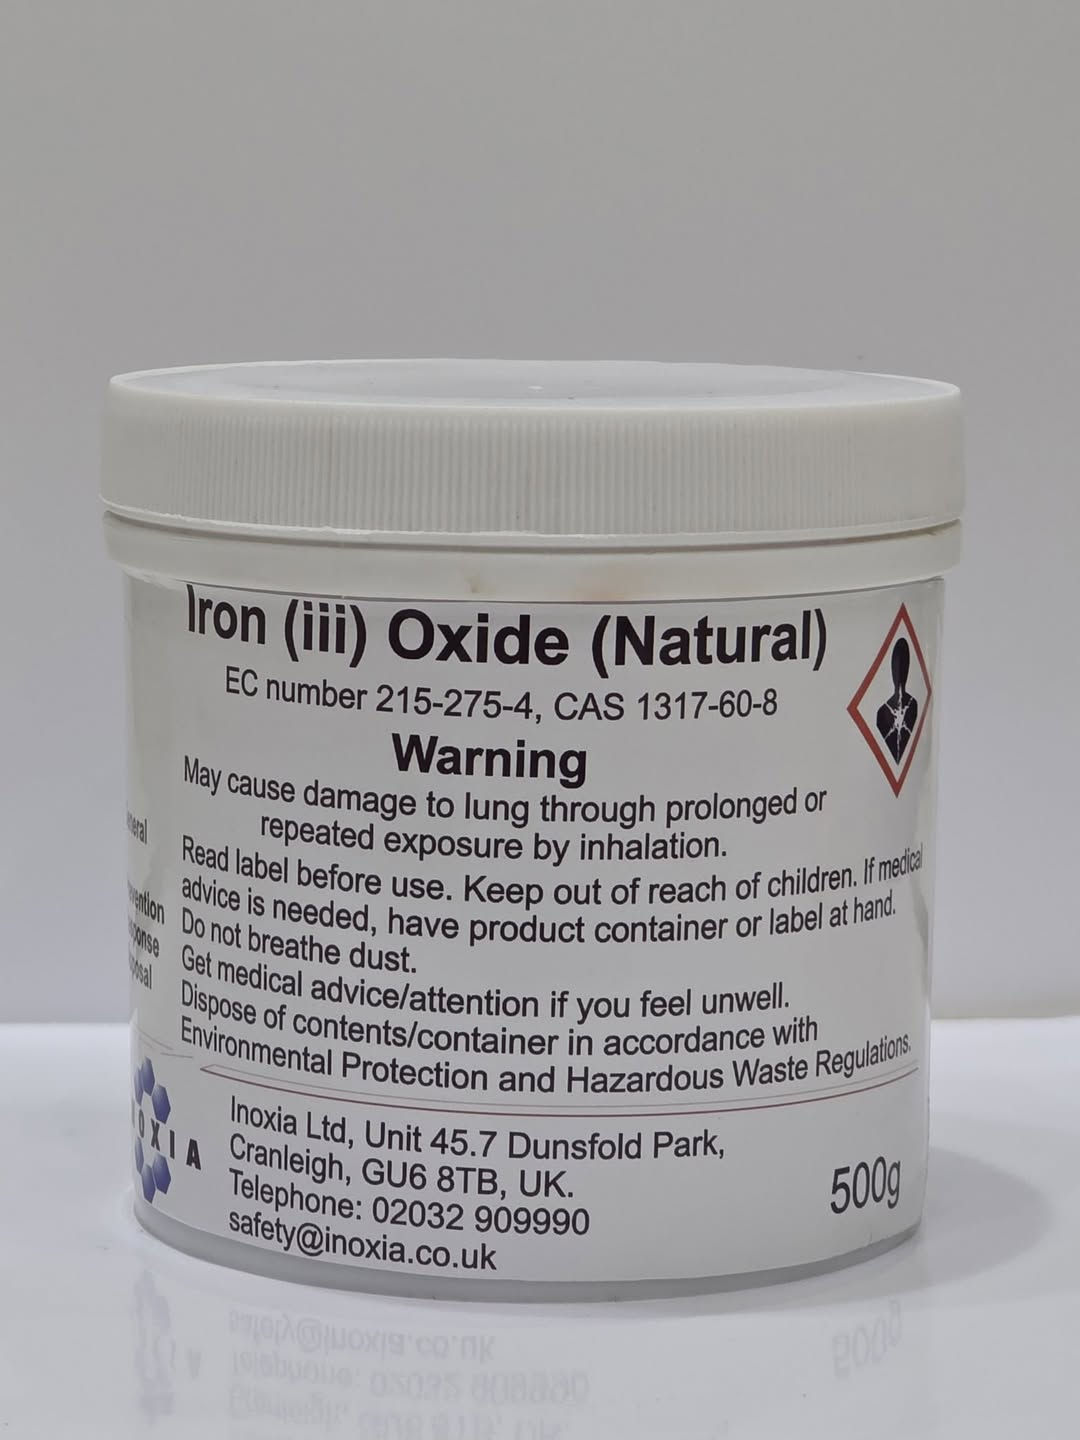 Iron (iii) Oxide (Natural)
EC number 215-275-4, CAS 1317-60-8
Warning
May cause damage to lung through prolonged or
repeated exposure by inhalation.
Read label before use. Keep out of reach of children. If medical
advice is needed, have product container or label at hand.
Do not breathe dust.
Get medical advice/attention if you feel unwell.
Dispose of contents/container in accordance with
Environmental Protection and Hazardous Waste Regulations.
Inoxia Ltd, Unit 45.7 Dunsfold Park,
Cranleigh, GU6 8TB, UK.
Telephone: 02032 909990
safety@inoxia.co.uk
500g
NOXIA